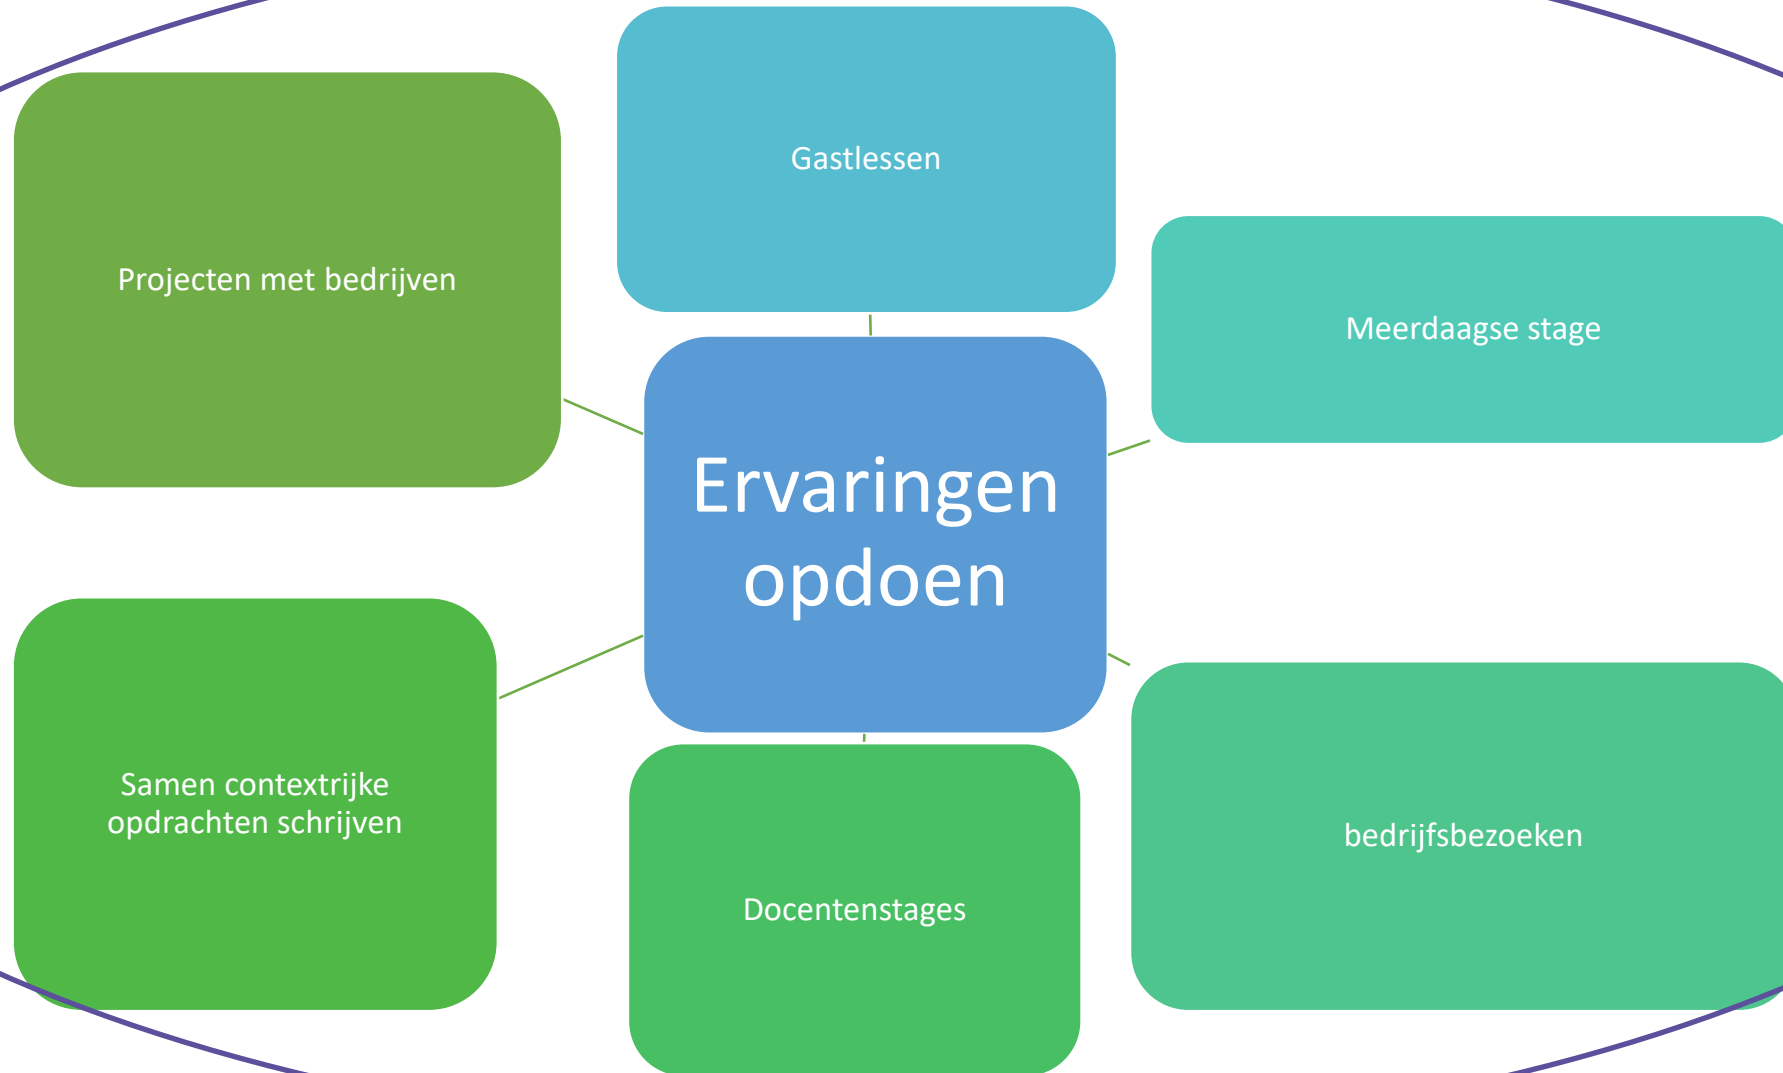 Gastlessen
Projecten met bedrijven
Meerdaagse stage
Ervaringen
opdoen
Samen contextrijke
opdrachten schrijven
bedrijfsbezoeken
Docentenstages